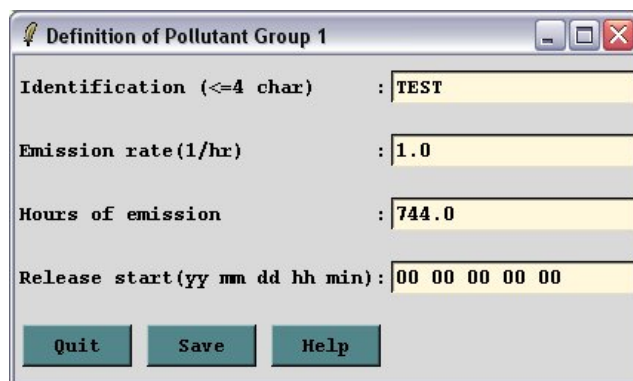 Definition of Pollutant Group 1
Identification (<=4 char) : TEST
Emission rate(1/hr) : 1.0
Hours of emission : 744.0
Release start(yy mm dd hh min): 00 00 00 00 00
Quit Save Help